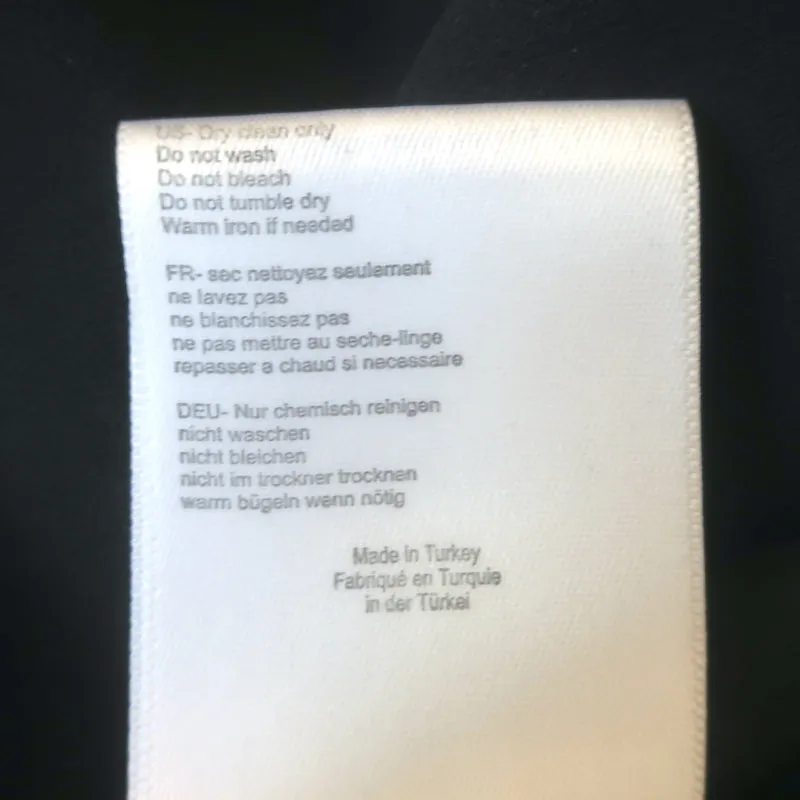 US- Dry clean only
Do not wash
Do not bleach
Do not tumble dry
Warm iron if needed
FR- sec nettoyez seulement
ne lavez pas
ne blanchissez pas
ne pas mettre au seche-linge
repasser a chaud si necessaire
DEU- Nur chemisch reinigen
nicht waschen
nicht bleichen
nicht im trockner trocknen
warm bügeln wenn nötig
Made in Turkey
Fabriqué en Turquie
in der Türkei